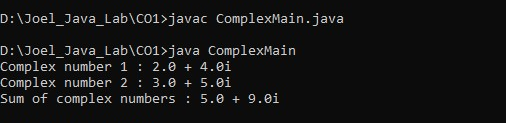 D:\Joel_Java_Lab\CO1>javac ComplexMain.java
D:\Joel_Java_Lab\CO1>java ComplexMain
Complex number 1 : 2.0 + 4.0i
Complex number 2 : 3.0 + 5.0i
Sum of complex numbers : 5.0 + 9.0i